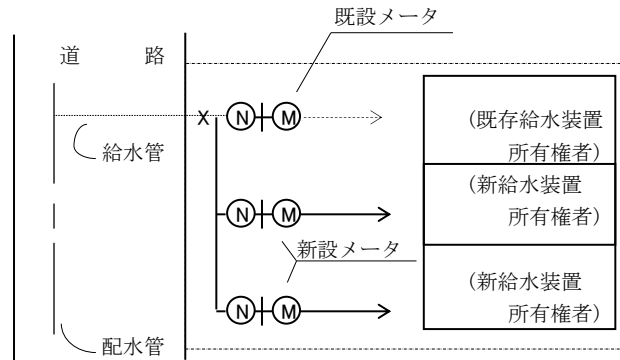 既設メータ
道　　路
X N M
(既存給水装置
所有権者)
給水管
(新給水装置
所有権者)
N M
新設メータ
(新給水装置
所有権者)
N M
配水管